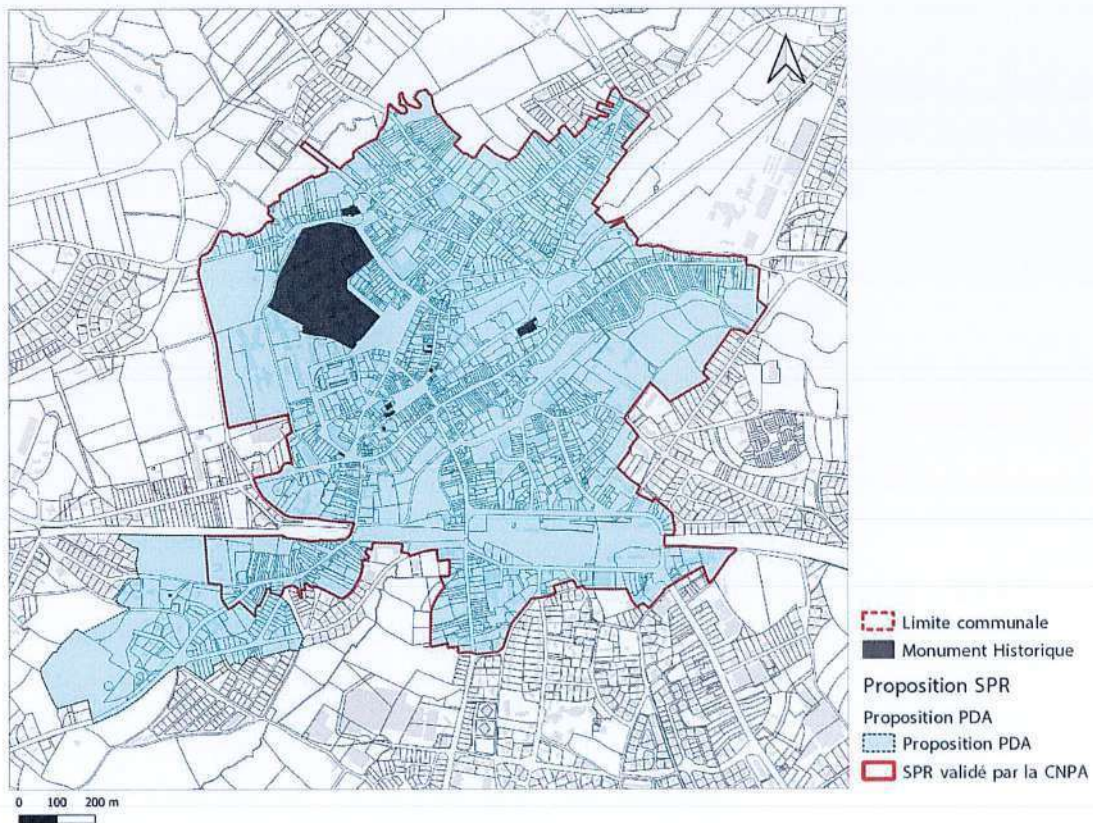 Limite communale
Monument Historique
Proposition SPR
Proposition PDA
Proposition PDA
SPR validé par la CNPA
0 100 200 m